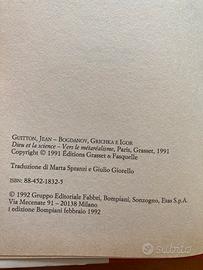 GUITTON, JEAN – BOGDANOV, GRICHKA E IGOR
Dieu et la science – Vers le métaréalisme, Paris, Grasset, 1991
Copyright © 1991 Éditions Grasset & Fasquelle
Traduzione di Marta Spranzi e Giulio Giorello
ISBN: 88-452-1832-5
© 1992 Gruppo Editoriale Fabbri, Bompiani, Sonzogno, Etas S.p.A.
Via Mecenate 91 – 20138 Milano
I edizione Bompiani febbraio 1992
subito